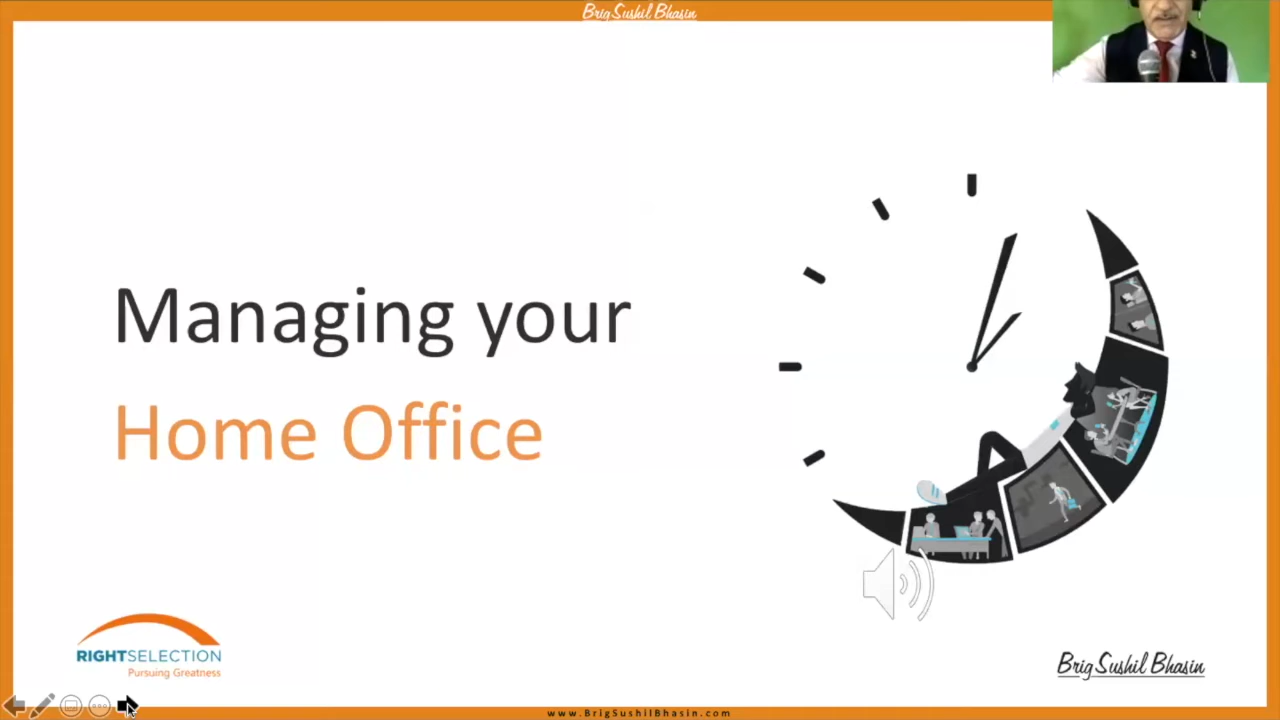 Brig Sushil Bhasin
Managing your
Home Office
RIGHTSELECTION
Pursuing Greatness
Brig Sushil Bhasin
www.BrigSushilBhasin.com